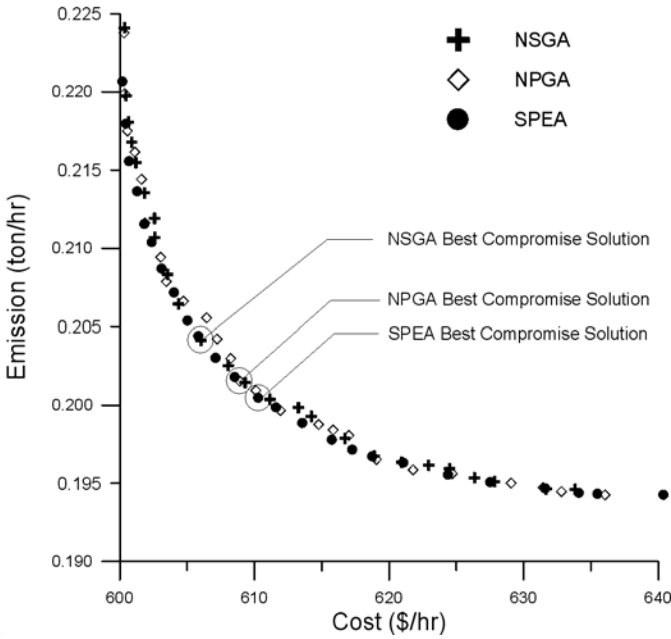 0.225
NSGA
NPGA
0.220
SPEA
0.215
0.210
NSGA Best Compromise Solution
NPGA Best Compromise Solution
0.205
SPEA Best Compromise Solution
Emission (ton/hr)
0.200
0.195
0.190
600
610
620
630
640
Cost ($/hr)